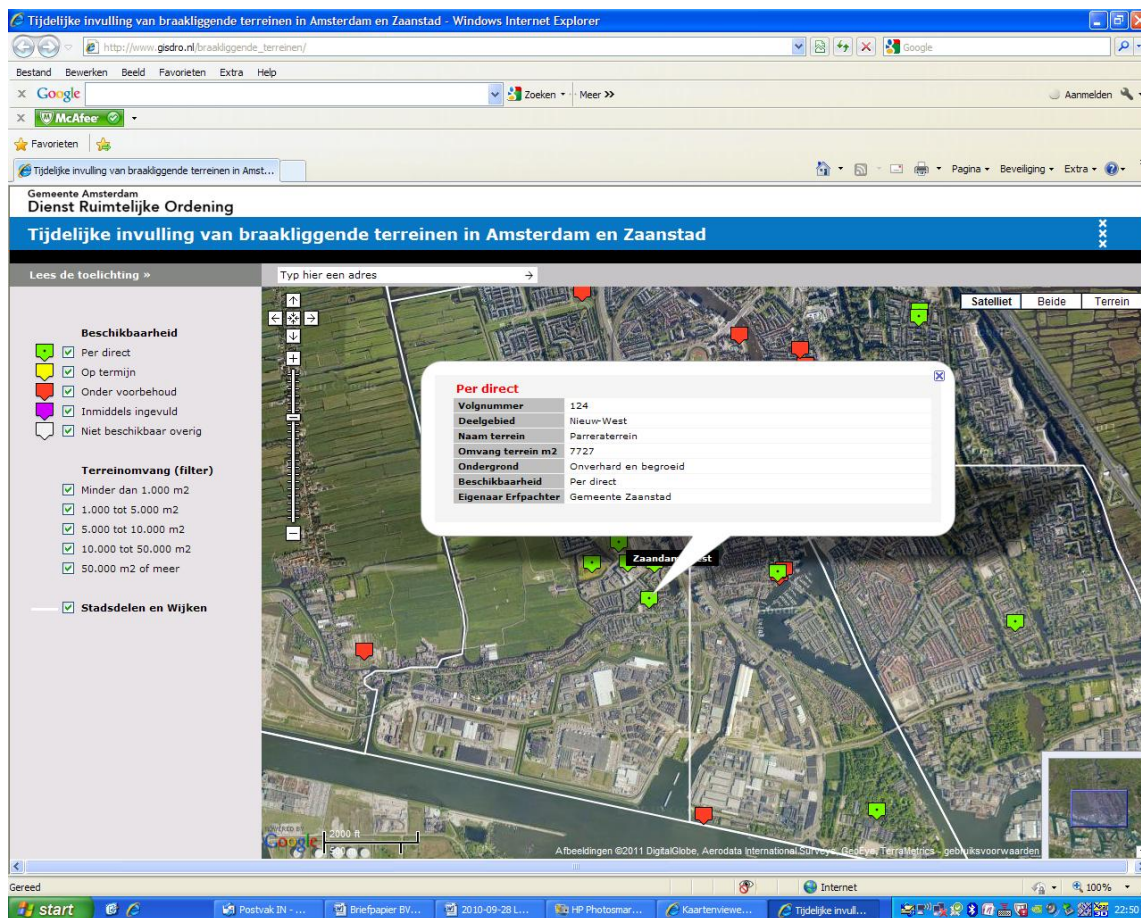 Tijdelijke invulling van braakliggende terreinen in Amsterdam en Zaanstad - Windows Internet Explorer
http://www.gisdro.nl/braakliggende_terreinen/
Google
Bestand Bewerken Beeld Favorieten Extra Help
x Google Zoeken Meer >> Aanmelden
x McAfee
Favorieten
Tijdelijke invulling van braakliggende terreinen in Amst...
Pagina Beveiliging Extra
Gemeente Amsterdam
Dienst Ruimtelijke Ordening
Tijdelijke invulling van braakliggende terreinen in Amsterdam en Zaanstad
Lees de toelichting »
Typ hier een adres
Satelliet Beide Terrein
Beschikbaarheid
Per direct
Op termijn
Onder voorbehoud
Inmiddels ingevuld
Niet beschikbaar overig
Terreinomvang (filter)
Minder dan 1.000 m2
1.000 tot 5.000 m2
5.000 tot 10.000 m2
10.000 tot 50.000 m2
50.000 m2 of meer
Stadsdelen en Wijken
Per direct
Volgnummer 124
Deelgebied Nieuw-West
Naam terrein Parreraterrein
Omvang terrein m2 7727
Ondergrond Onverhard en begroeid
Beschikbaarheid Per direct
Eigenaar Erfpachter Gemeente Zaanstad
POWERED BY
Google
2000 ft
Afbeeldingen ©2011 DigitalGlobe, Aerodata International Surveys, GeoEye, TerraMetrics - gebruiksvoorwaarden
Gereed Internet 100%
start Postvak IN - ... Briefpapier BV... 2010-09-28 L... HP Photosmar... Kaartenviewe... Tijdelijke invull... 22:50